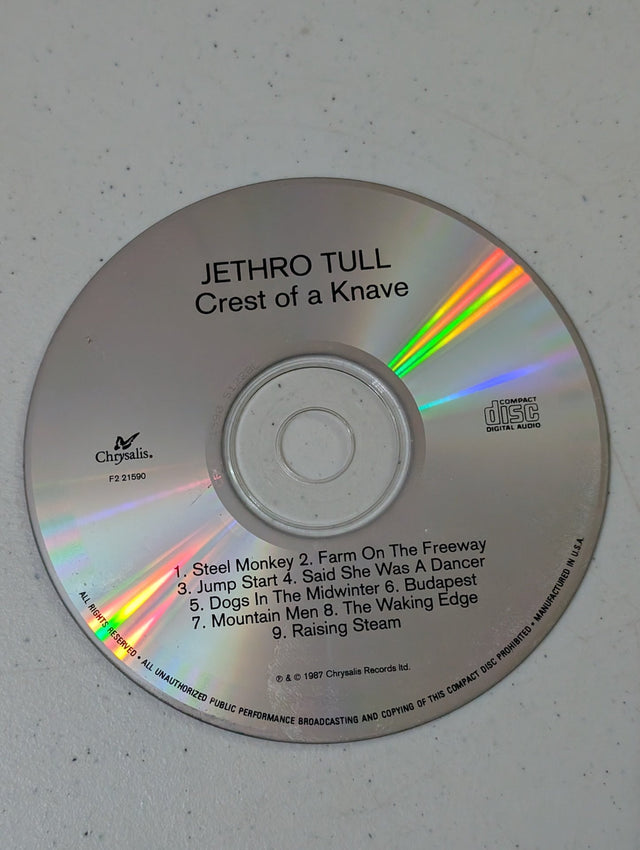 JETHRO TULL
Crest of a Knave
COMPACT
disc
DIGITAL AUDIO
Chrysalis.
F2 21590
1. Steel Monkey 2. Farm On The Freeway
3. Jump Start 4. Said She Was A Dancer
5. Dogs In The Midwinter 6. Budapest
7. Mountain Men 8. The Waking Edge
9. Raising Steam
℗ & © 1987 Chrysalis Records ltd.
ALL RIGHTS RESERVED • ALL UNAUTHORIZED PUBLIC PERFORMANCE BROADCASTING AND COPYING OF THIS COMPACT DISC PROHIBITED • MANUFACTURED IN U.S.A.